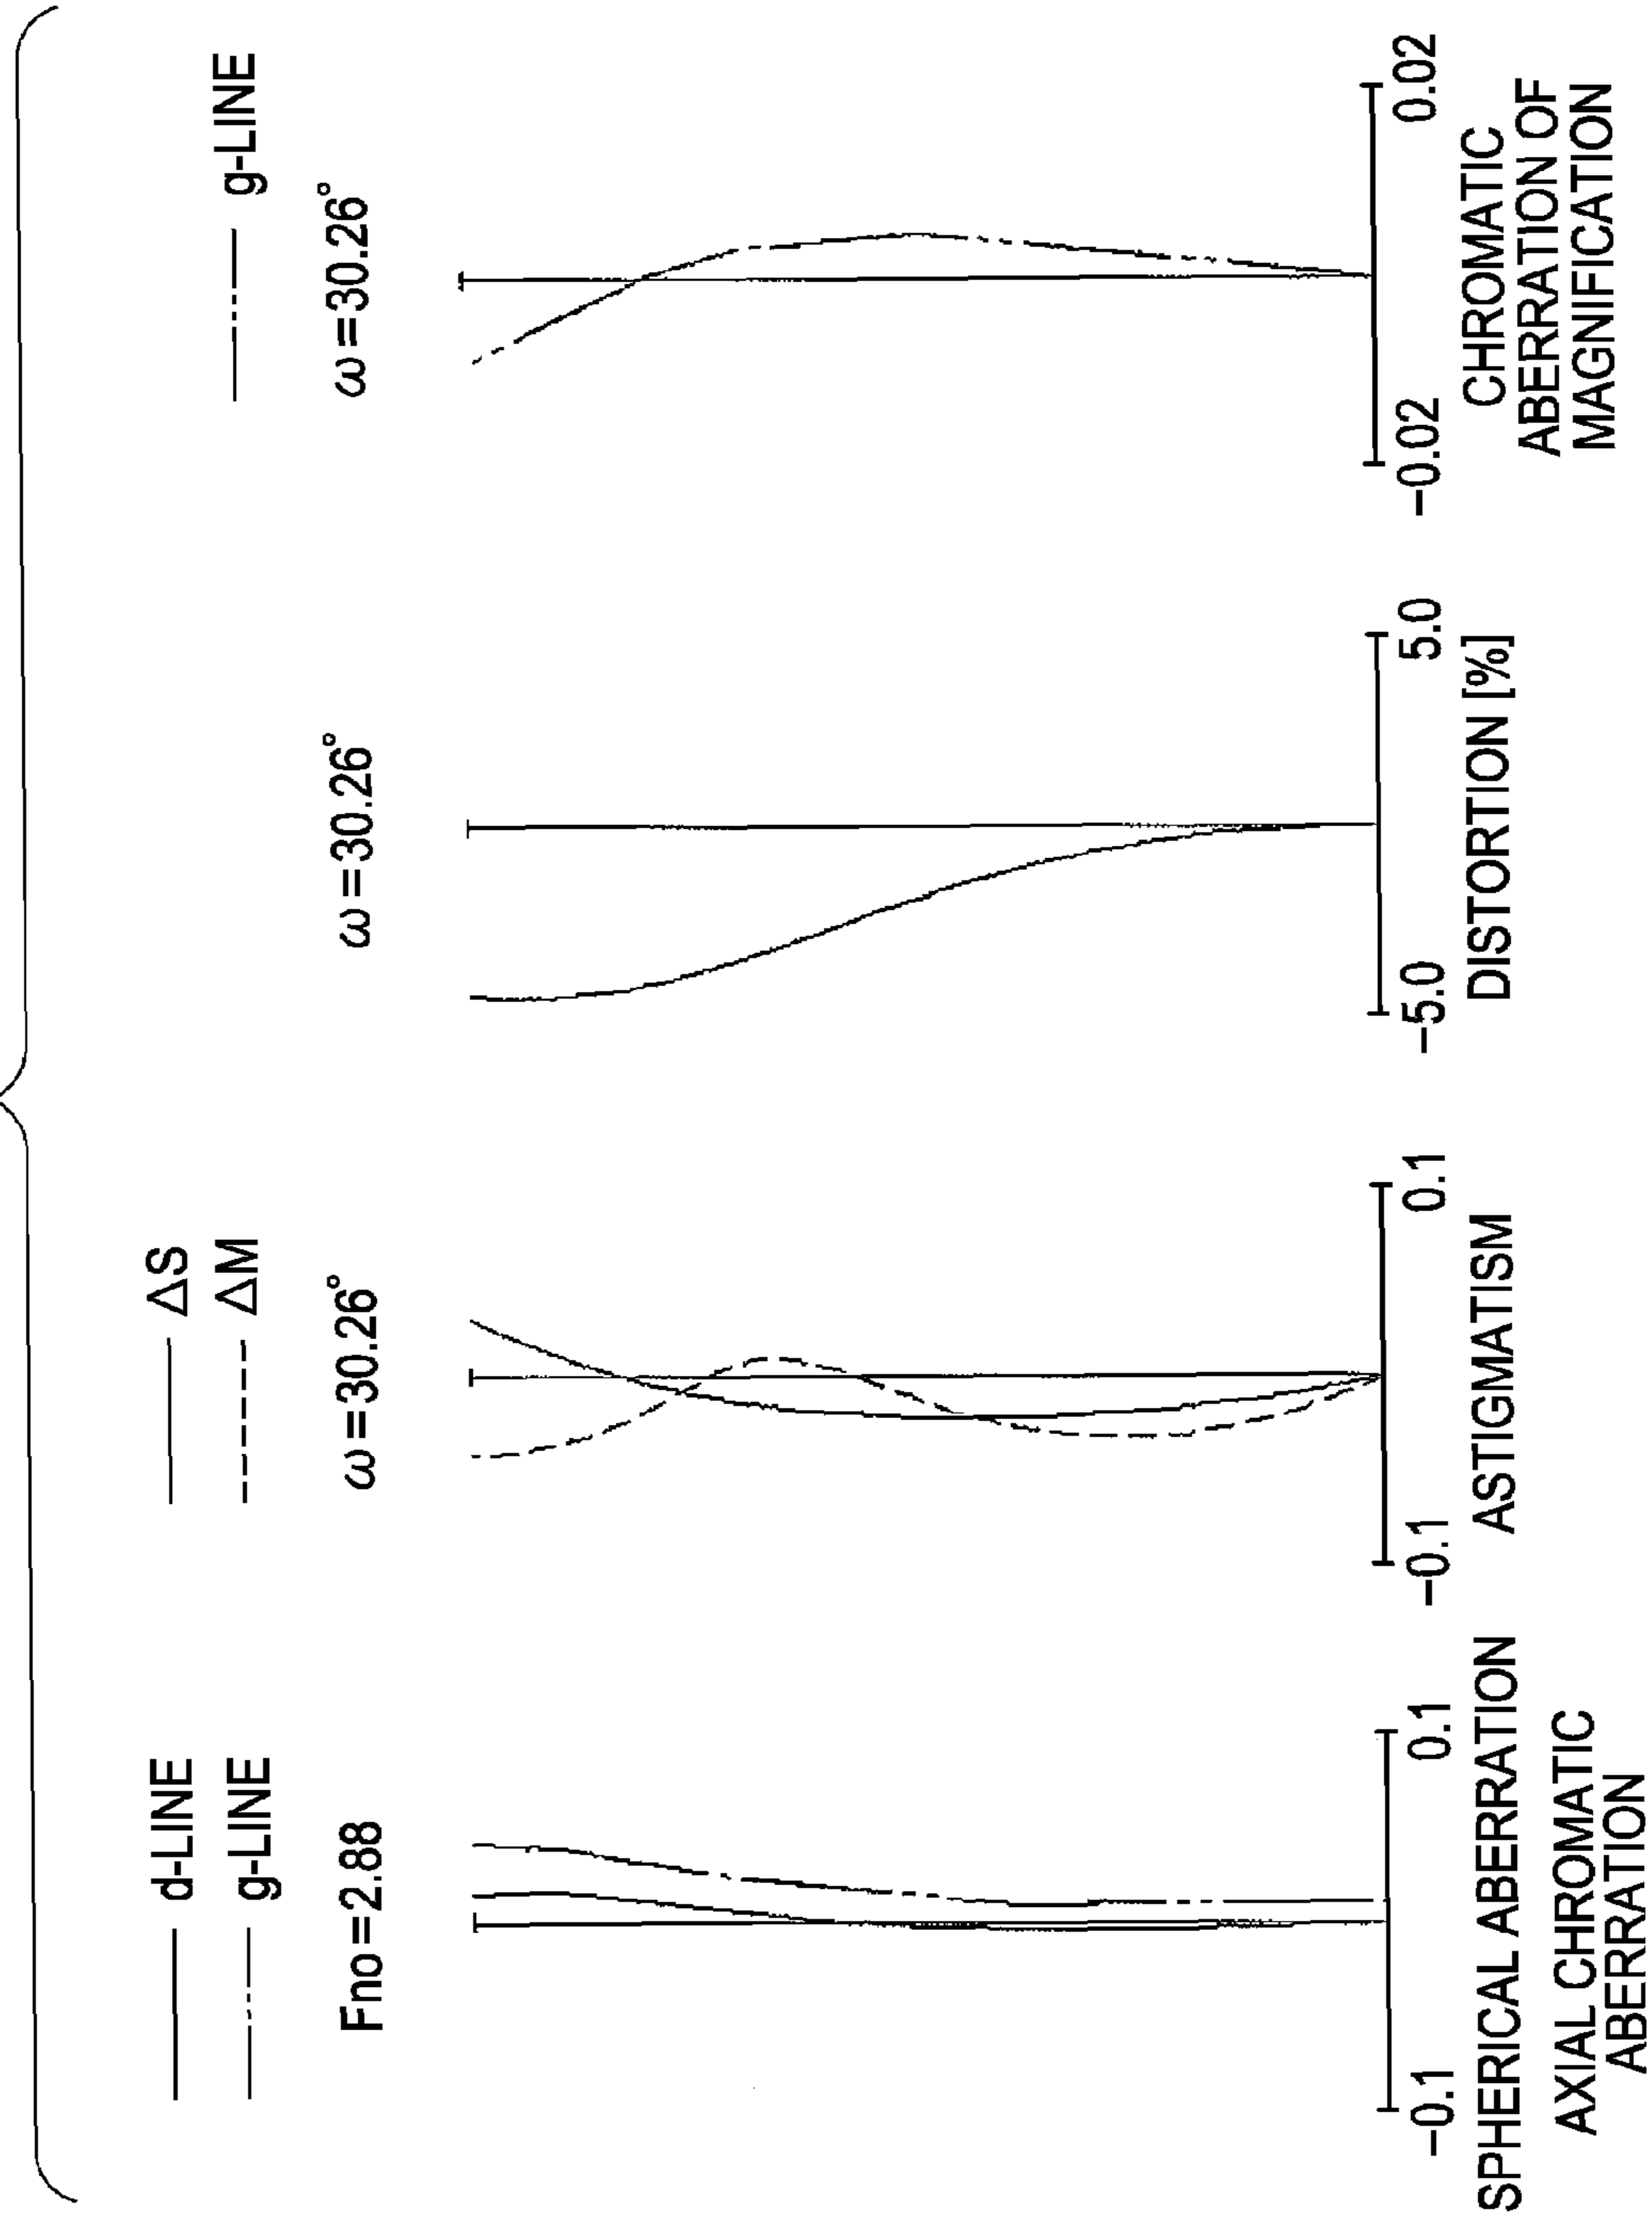 d-LINE
g-LINE
Fno=2.88
-0.1
0.1
SPHERICAL ABERRATION
AXIAL CHROMATIC
ABERRATION
ΔS
ΔM
ω=30.26°
-0.1
0.1
ASTIGMATISM
ω=30.26°
-5.0
5.0
DISTORTION [%]
g-LINE
ω=30.26°
-0.02
0.02
CHROMATIC
ABERRATION OF
MAGNIFICATION